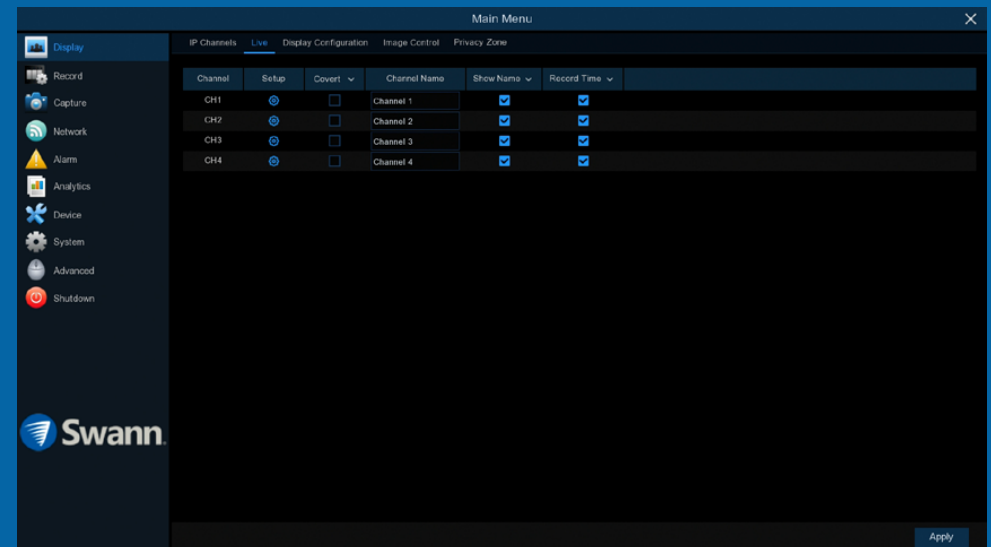 Main Menu
Display
Record
Capture
Network
Alarm
Analytics
Device
System
Advanced
Shutdown
Swann
IP Channels Live Display Configuration Image Control Privacy Zone
Channel Setup Covert Channel Name Show Name Record Time
CH1 Channel 1
CH2 Channel 2
CH3 Channel 3
CH4 Channel 4
Apply